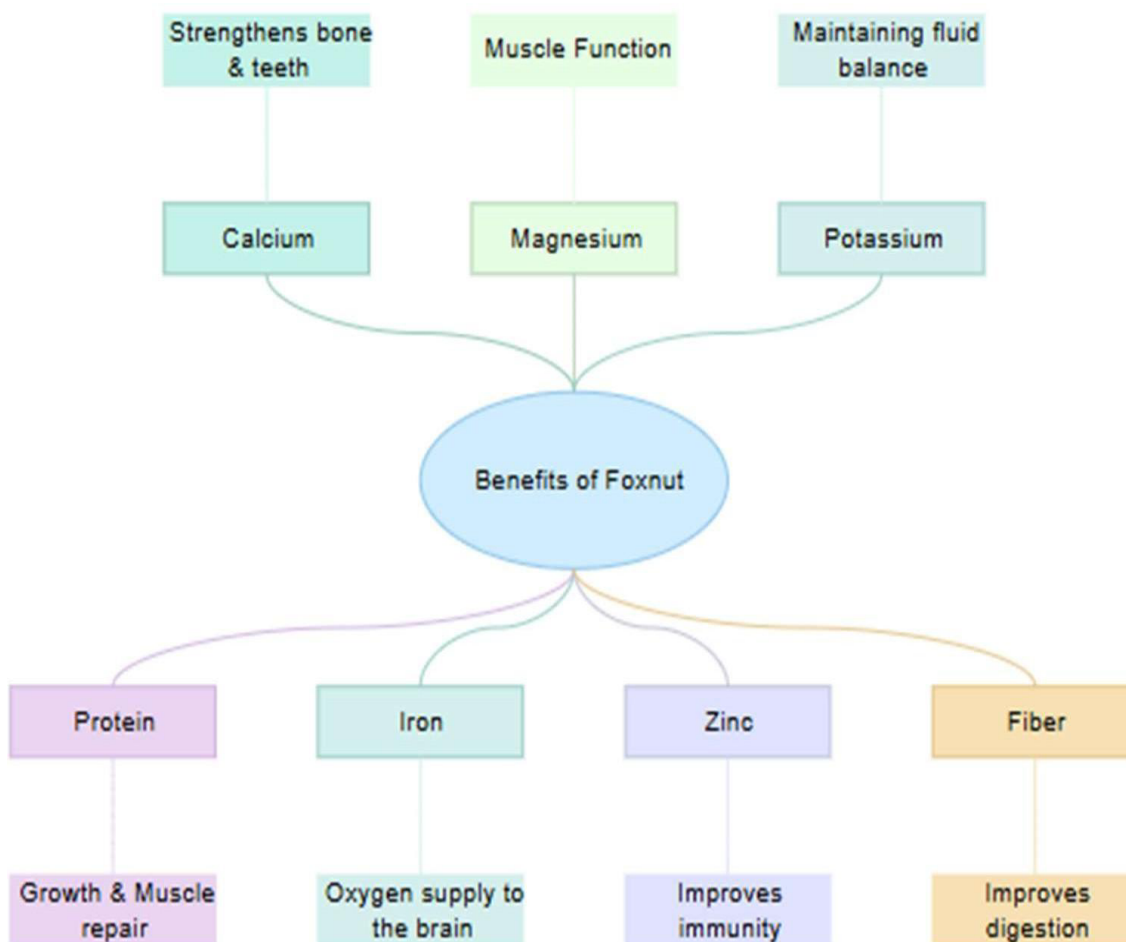 Strengthens bone
& teeth
Muscle Function
Maintaining fluid
balance
Calcium
Magnesium
Potassium
Benefits of Foxnut
Protein
Iron
Zinc
Fiber
Growth & Muscle
repair
Oxygen supply to
the brain
Improves
immunity
Improves
digestion